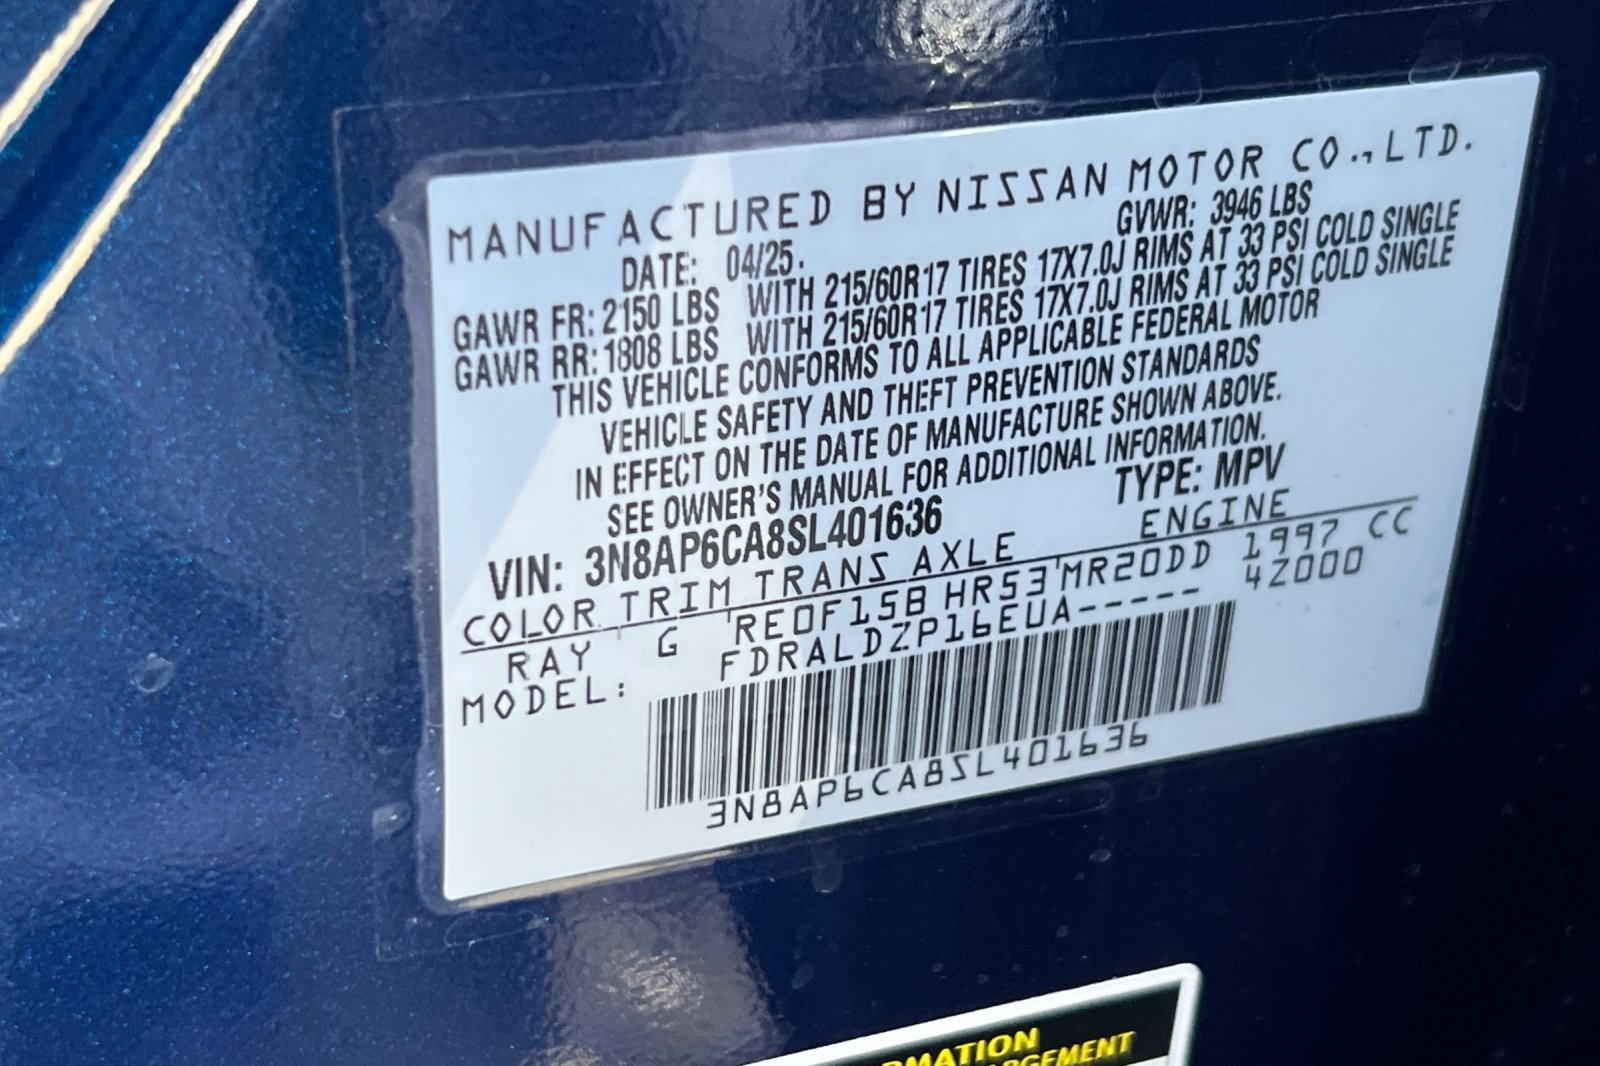 MANUFACTURED BY NISSAN MOTOR CO., LTD.
DATE: 04/25. GVWR: 3946 LBS
GAWR FR: 2150 LBS WITH 215/60R17 TIRES 17X7.0J RIMS AT 33 PSI COLD SINGLE
GAWR RR: 1808 LBS WITH 215/60R17 TIRES 17X7.0J RIMS AT 33 PSI COLD SINGLE
THIS VEHICLE CONFORMS TO ALL APPLICABLE FEDERAL MOTOR
VEHICLE SAFETY AND THEFT PREVENTION STANDARDS
IN EFFECT ON THE DATE OF MANUFACTURE SHOWN ABOVE.
SEE OWNER'S MANUAL FOR ADDITIONAL INFORMATION.
VIN: 3N8AP6CA8SL401636 TYPE: MPV
COLOR TRIM TRANS AXLE ENGINE
RAY G RE0F15B HR53 MR20DD 1997 CC
MODEL: FDRALDZP16EUA----- 4Z000
3N8AP6CA8SL401636